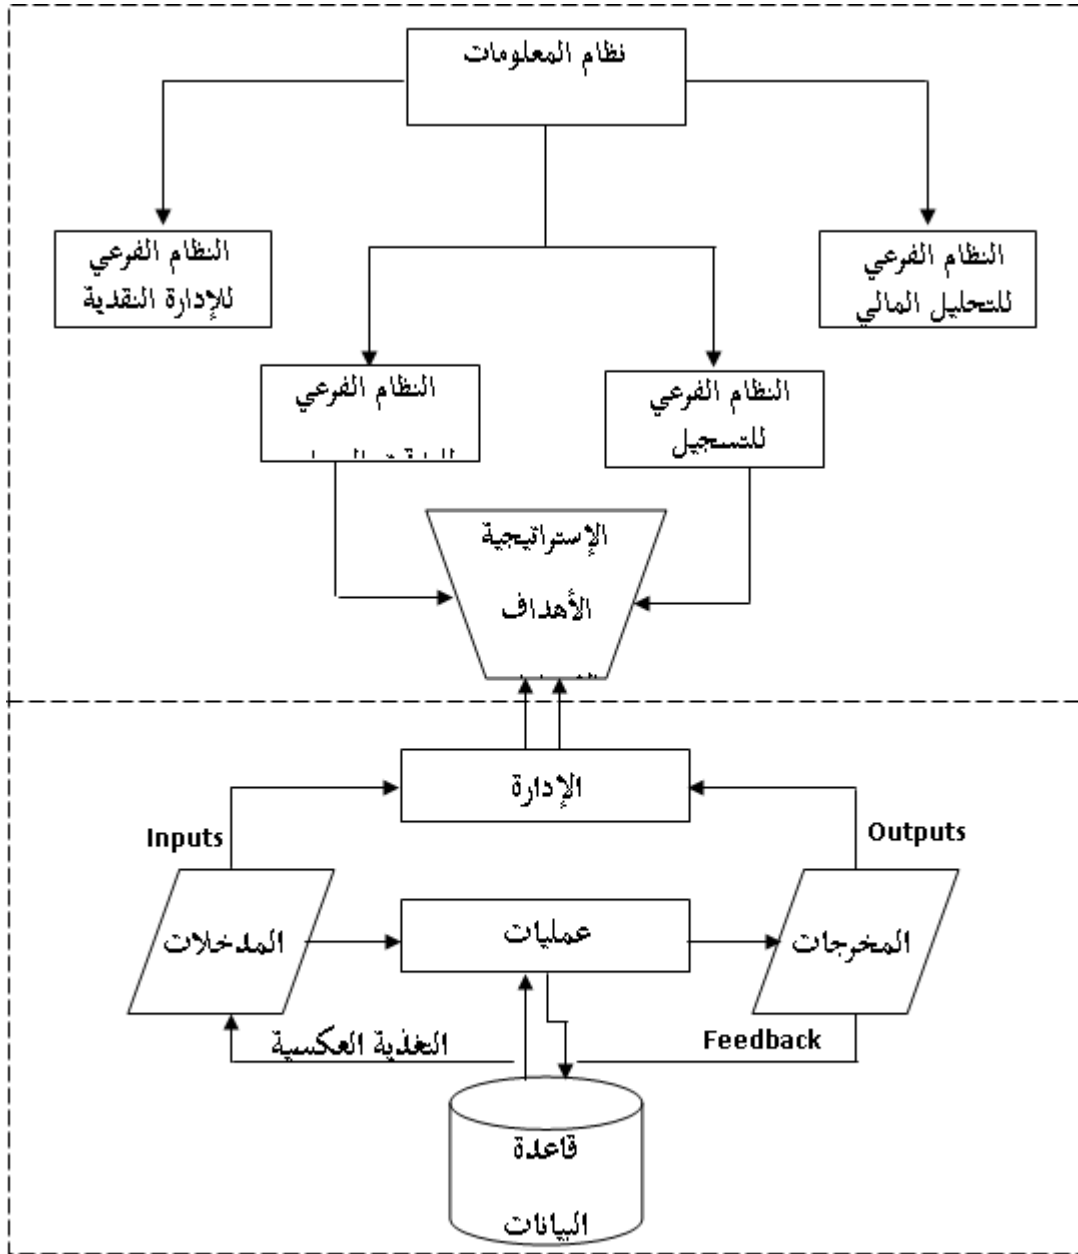 نظام المعلومات
النظام الفرعي
للتحليل المالي
النظام الفرعي
للإدارة النقدية
النظام الفرعي
للتسجيل
النظام الفرعي
الإستراتيجية
الأهداف
الإدارة
Inputs
Outputs
المدخلات
عمليات
المخرجات
التغذية العكسية
Feedback
قاعدة
البيانات